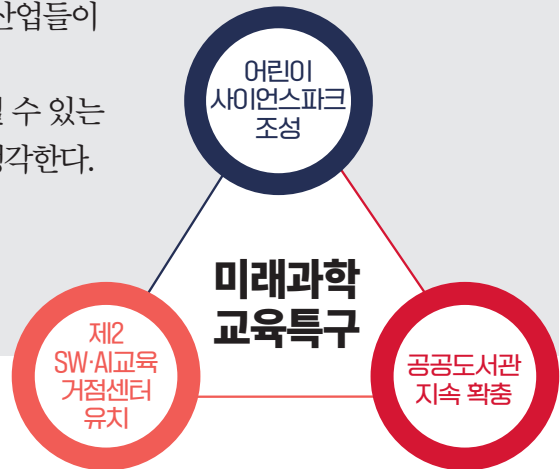 산업들이
수 있는
각한다.
어린이
사이언스파크
조성
미래과학
교육특구
제2
SW·AI교육
거점센터
유치
공공도서관
지속 확충